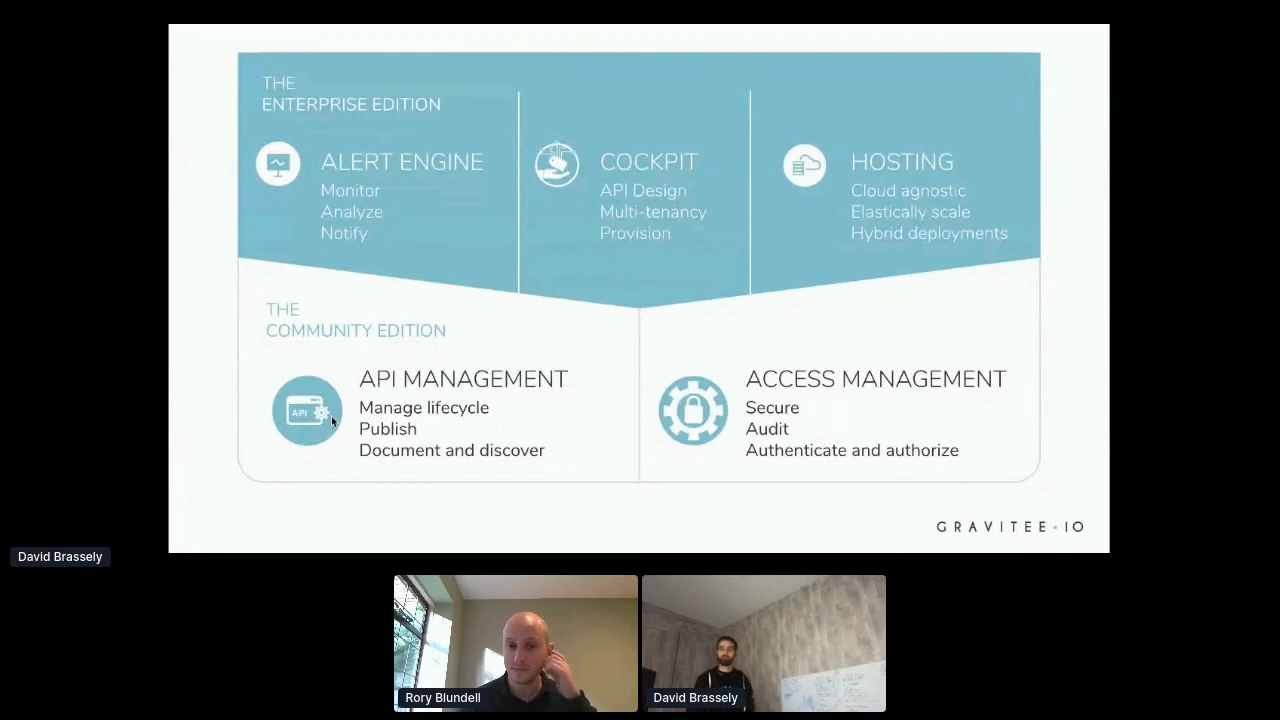 THE
ENTERPRISE EDITION
ALERT ENGINE
Monitor
Analyze
Notify
COCKPIT
API Design
Multi-tenancy
Provision
HOSTING
Cloud agnostic
Elastically scale
Hybrid deployments
THE
COMMUNITY EDITION
API
API MANAGEMENT
Manage lifecycle
Publish
Document and discover
ACCESS MANAGEMENT
Secure
Audit
Authenticate and authorize
GRAVITEE·IO
David Brassely
Rory Blundell
David Brassely